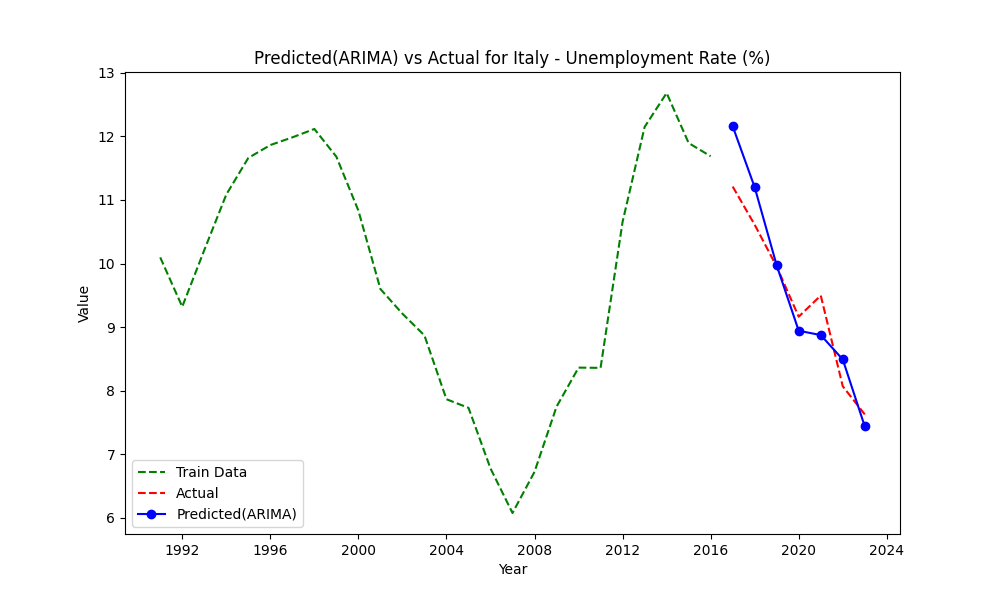 Predicted(ARIMA) vs Actual for Italy - Unemployment Rate (%)
13
12
11
10
9
8
7
6
Value
Train Data
Actual
Predicted(ARIMA)
1992 1996 2000 2004 2008 2012 2016 2020 2024
Year